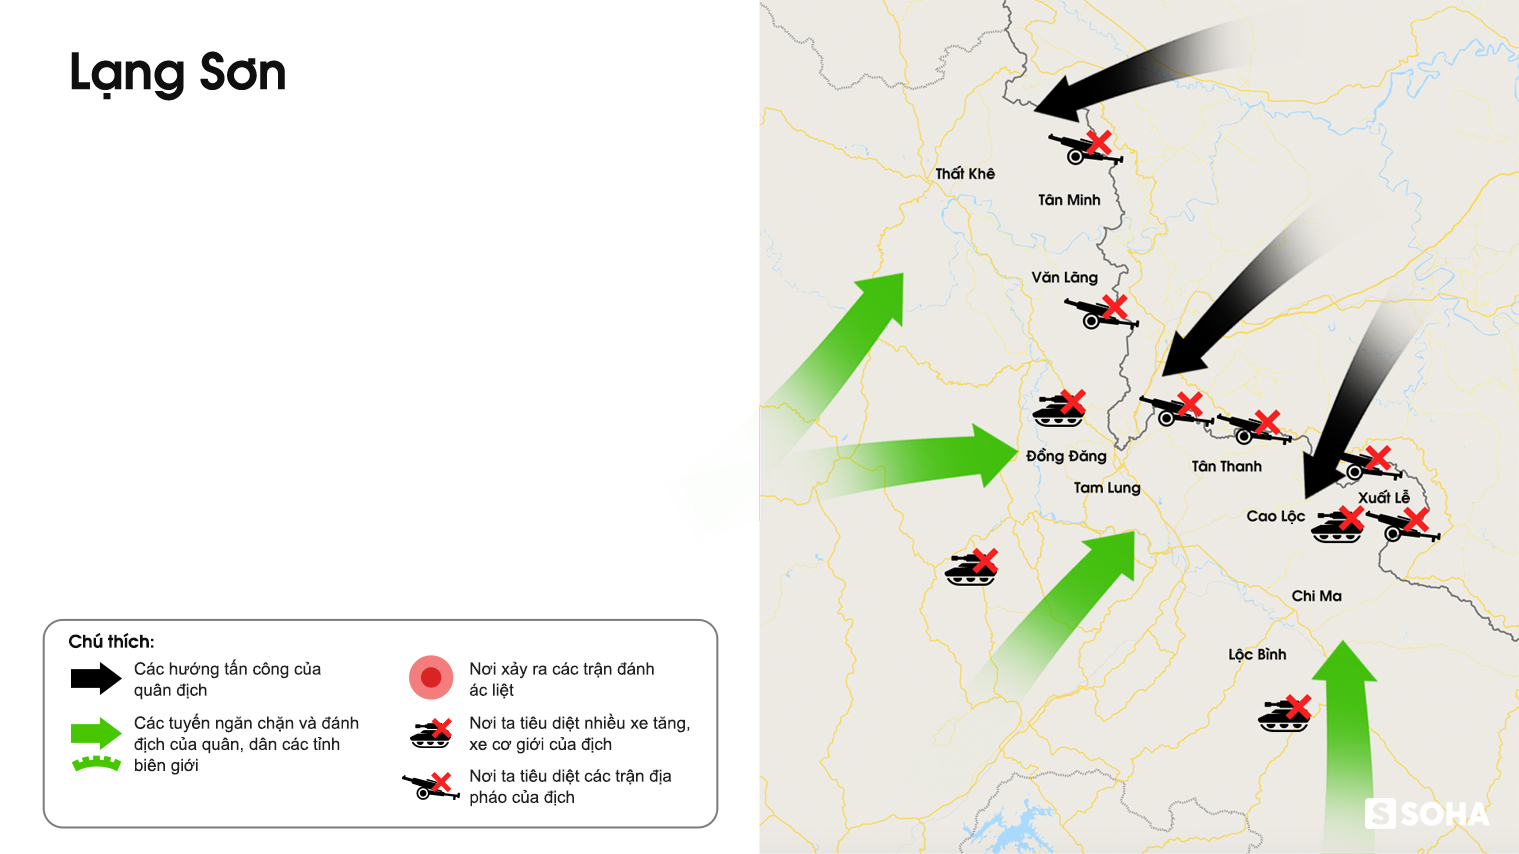 Lạng Sơn
Thất Khê
Tân Minh
Văn Lãng
Đồng Đăng
Tam Lung
Tân Thanh
Xuất Lễ
Cao Lộc
Chi Ma
Lộc Bình
Chú thích:
Các hướng tấn công của
quân địch
Các tuyến ngăn chặn và đánh
địch của quân, dân các tỉnh
biên giới
Nơi xảy ra các trận đánh
ác liệt
Nơi ta tiêu diệt nhiều xe tăng,
xe cơ giới của địch
Nơi ta tiêu diệt các trận địa
pháo của địch
SOHA